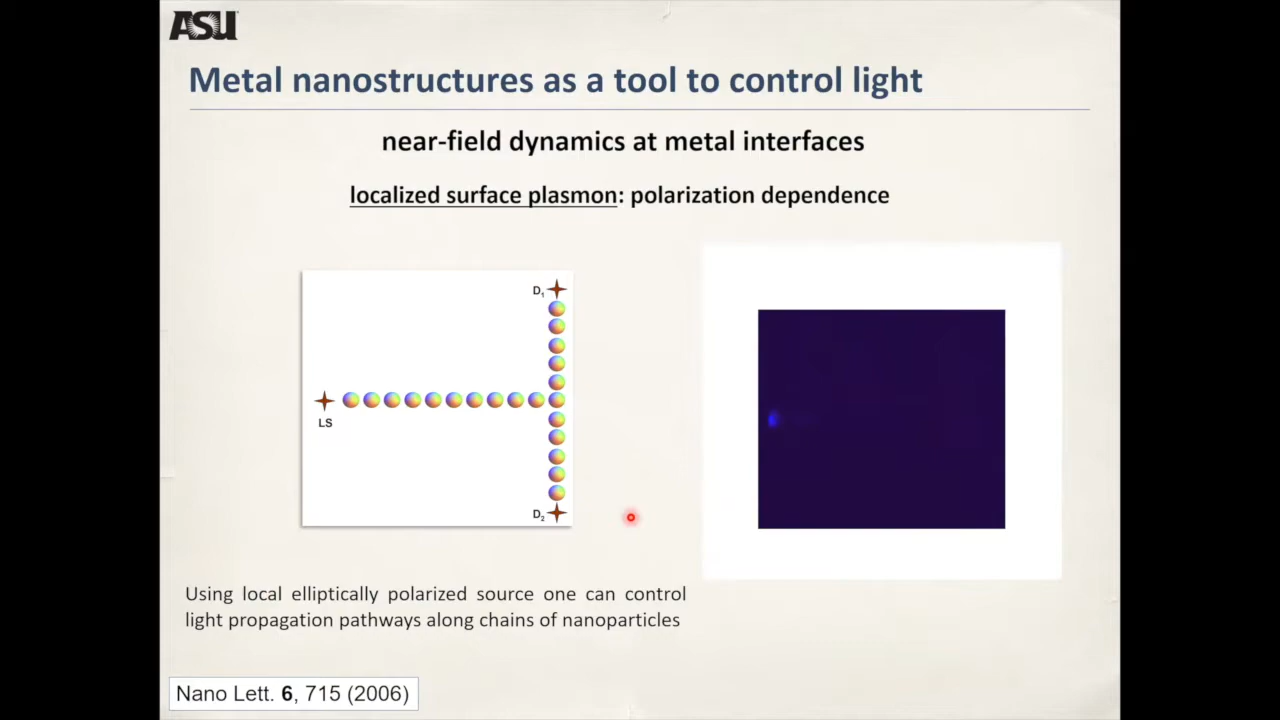 ASU
Metal nanostructures as a tool to control light
near-field dynamics at metal interfaces
localized surface plasmon: polarization dependence
D1
LS
D2
Using local elliptically polarized source one can control
light propagation pathways along chains of nanoparticles
Nano Lett. 6, 715 (2006)